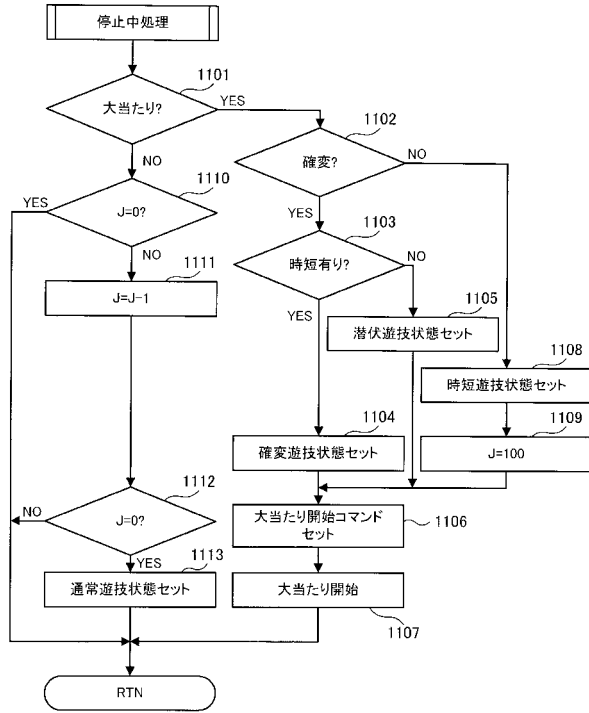 停止中処理
1101
大当たり?
YES
NO
1102
確変?
NO
YES
1110
YES
J=0?
NO
1103
時短有り?
NO
YES
1111
J=J-1
1105
潜伏遊技状態セット
1108
時短遊技状態セット
1104
確変遊技状態セット
1109
J=100
1112
NO
J=0?
YES
大当たり開始コマンド
セット
1106
1113
通常遊技状態セット
大当たり開始
1107
RTN